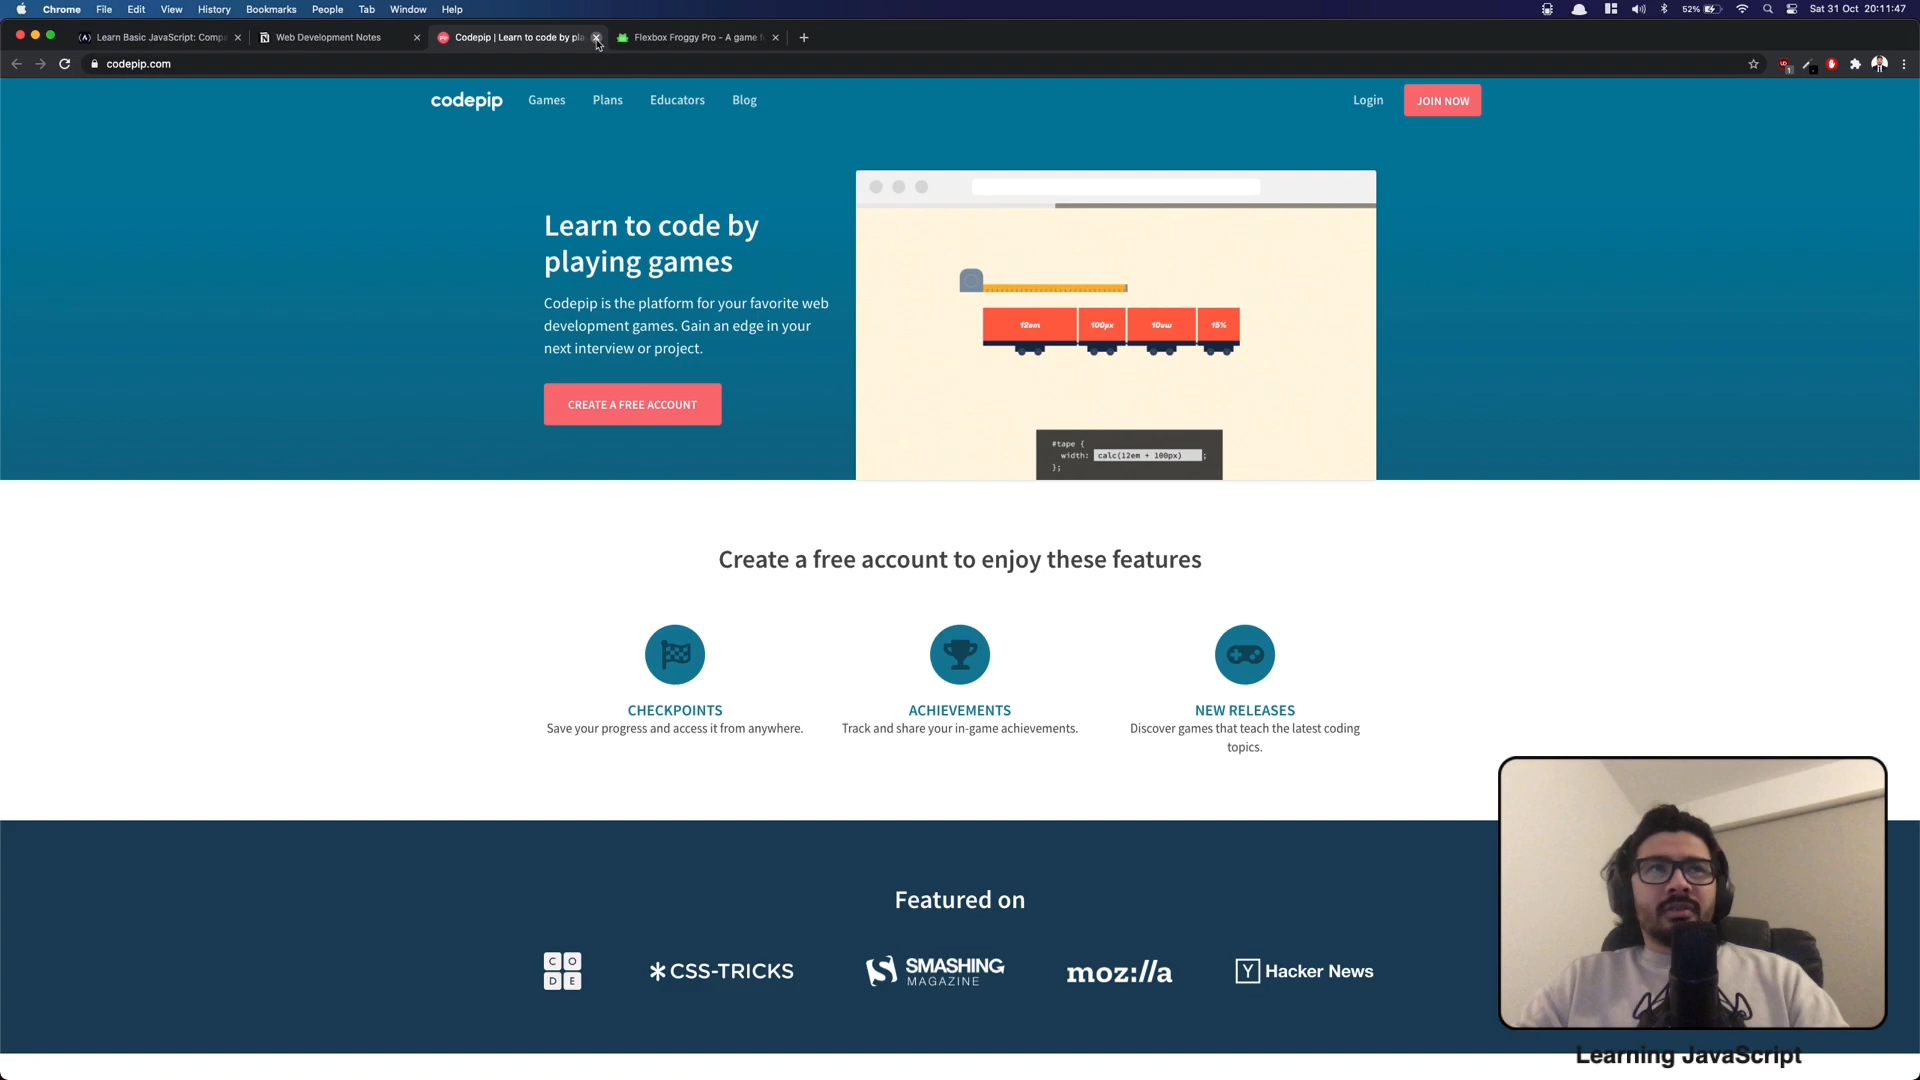 Chrome File Edit View History Bookmarks People Tab Window Help
52% Sat 31 Oct 20:11:47
Learn Basic JavaScript: Compa
Web Development Notes
Codepip | Learn to code by pla
Flexbox Froggy Pro - A game f
codepip.com
codepip Games Plans Educators Blog Login JOIN NOW
Learn to code by
playing games
Codepip is the platform for your favorite web
development games. Gain an edge in your
next interview or project.
CREATE A FREE ACCOUNT
12em 100px 10vw 15%
#tape {
width: calc(12em + 100px) ;
};
Create a free account to enjoy these features
CHECKPOINTS
Save your progress and access it from anywhere.
ACHIEVEMENTS
Track and share your in-game achievements.
NEW RELEASES
Discover games that teach the latest coding
topics.
Featured on
CODE
CSS-TRICKS
SMASHING
MAGAZINE
moz://a
Y Hacker News
Learning JavaScript